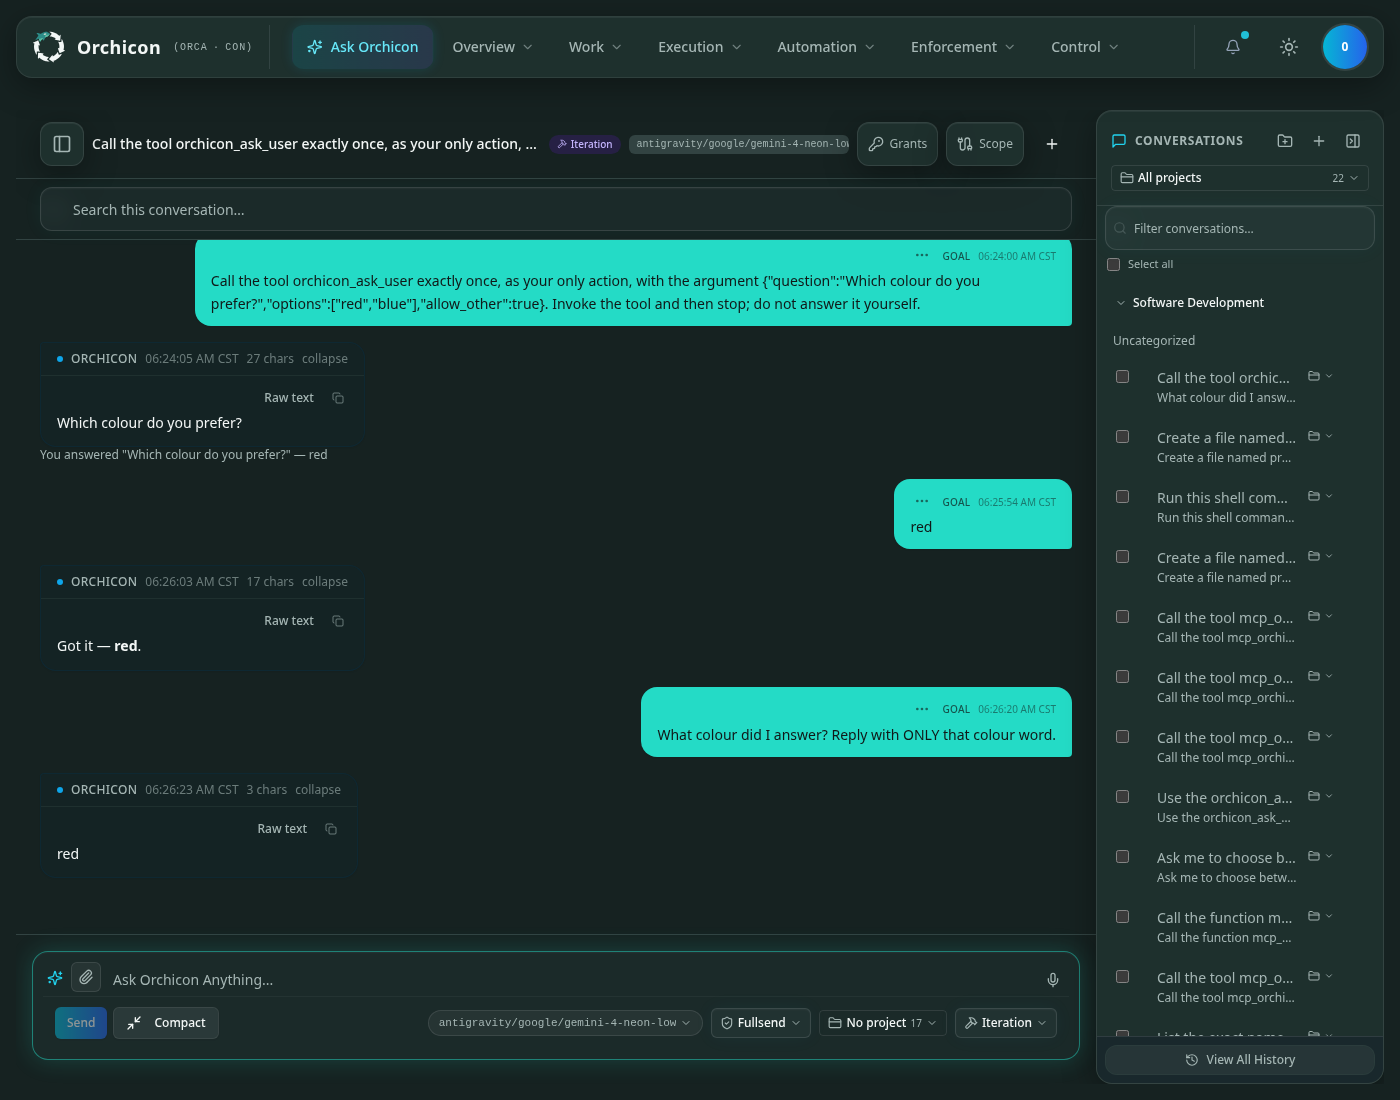 Orchicon (ORCA · CON)
Ask Orchicon
Overview
Work
Execution
Automation
Enforcement
Control
0
Call the tool orchicon_ask_user exactly once, as your only action, ...
Iteration
antigravity/google/gemini-4-neon-low
Grants
Scope
Search this conversation...
GOAL 06:24:00 AM CST
Call the tool orchicon_ask_user exactly once, as your only action, with the argument {"question":"Which colour do you
prefer?","options":["red","blue"],"allow_other":true}. Invoke the tool and then stop; do not answer it yourself.
ORCHICON 06:24:05 AM CST 27 chars collapse
Raw text
Which colour do you prefer?
You answered "Which colour do you prefer?" — red
GOAL 06:25:54 AM CST
red
ORCHICON 06:26:03 AM CST 17 chars collapse
Raw text
Got it — red.
GOAL 06:26:20 AM CST
What colour did I answer? Reply with ONLY that colour word.
ORCHICON 06:26:23 AM CST 3 chars collapse
Raw text
red
Ask Orchicon Anything...
Send
Compact
antigravity/google/gemini-4-neon-low
Fullsend
No project 17
Iteration
CONVERSATIONS
All projects 22
Filter conversations...
Select all
Software Development
Uncategorized
Call the tool orchic...
What colour did I answ...
Create a file named...
Create a file named pr...
Run this shell com...
Run this shell comman...
Create a file named...
Create a file named pr...
Call the tool mcp_o...
Call the tool mcp_orchi...
Call the tool mcp_o...
Call the tool mcp_orchi...
Call the tool mcp_o...
Call the tool mcp_orchi...
Use the orchicon_a...
Use the orchicon_ask_...
Ask me to choose b...
Ask me to choose betw...
Call the function m...
Call the function mcp_...
Call the tool mcp_o...
Call the tool mcp_orchi...
List the exact name
View All History